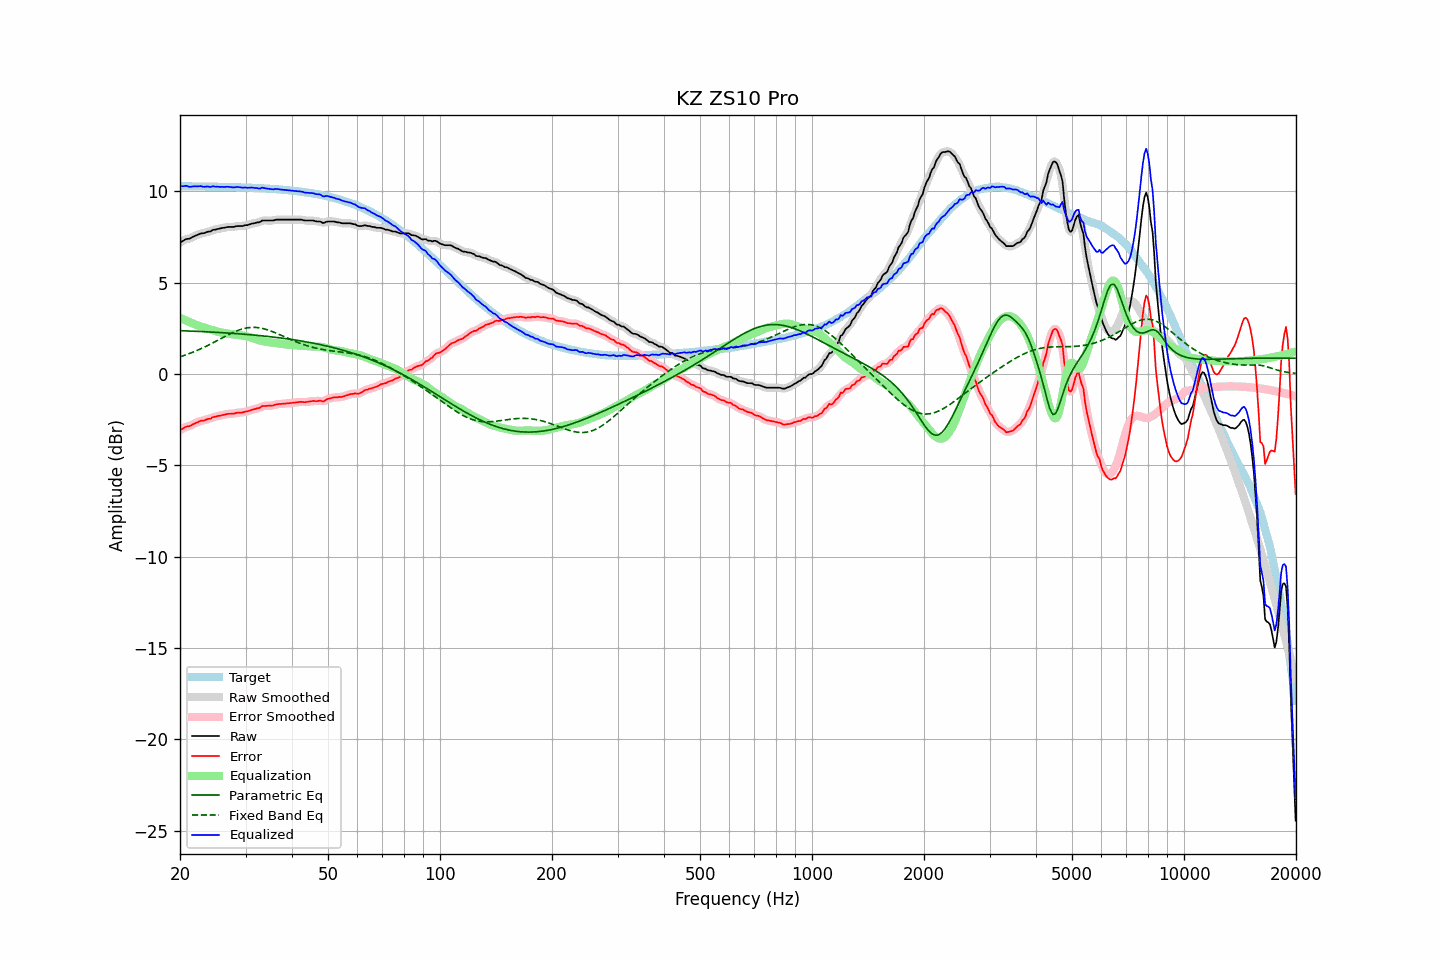 KZ ZS10 Pro
Amplitude (dBr)
10
5
0
−5
−10
−15
−20
−25
Target
Raw Smoothed
Error Smoothed
Raw
Error
Equalization
Parametric Eq
Fixed Band Eq
Equalized
20 50 100 200 500 1000 2000 5000 10000 20000
Frequency (Hz)